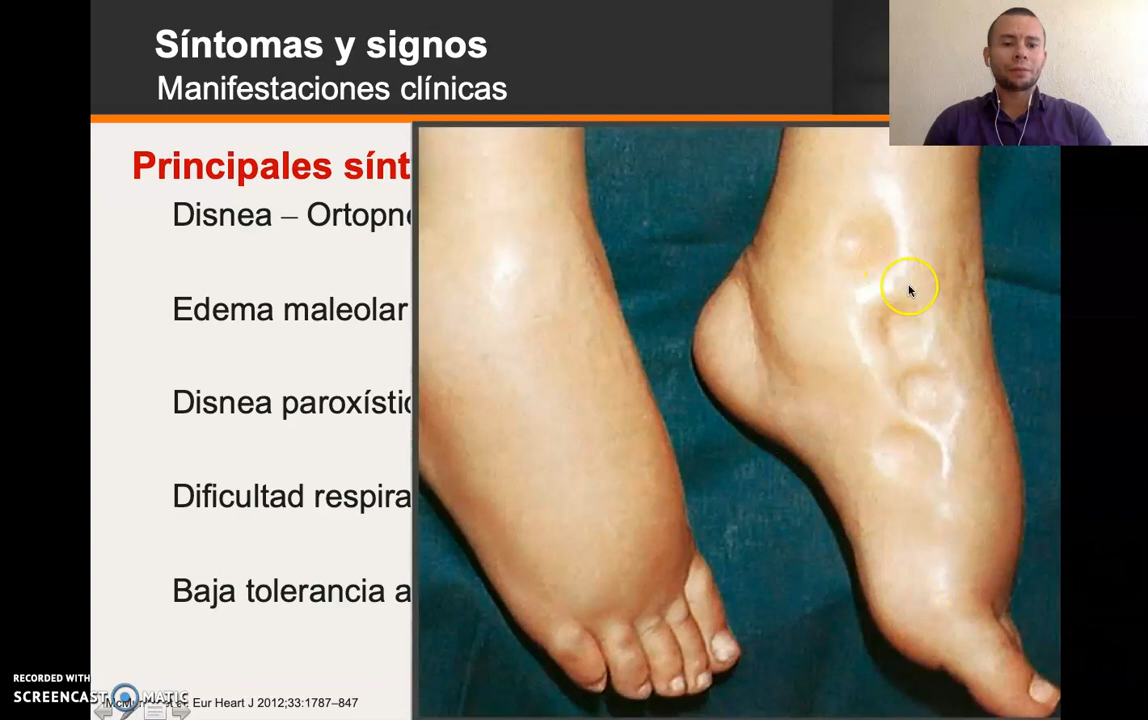 Síntomas y signos
Manifestaciones clínicas
Principales sínt
Disnea – Ortopn
Edema maleolar
Disnea paroxístic
Dificultad respira
Baja tolerancia a
RECORDED WITH
SCREENCAST MATIC
Eur Heart J 2012;33:1787–847